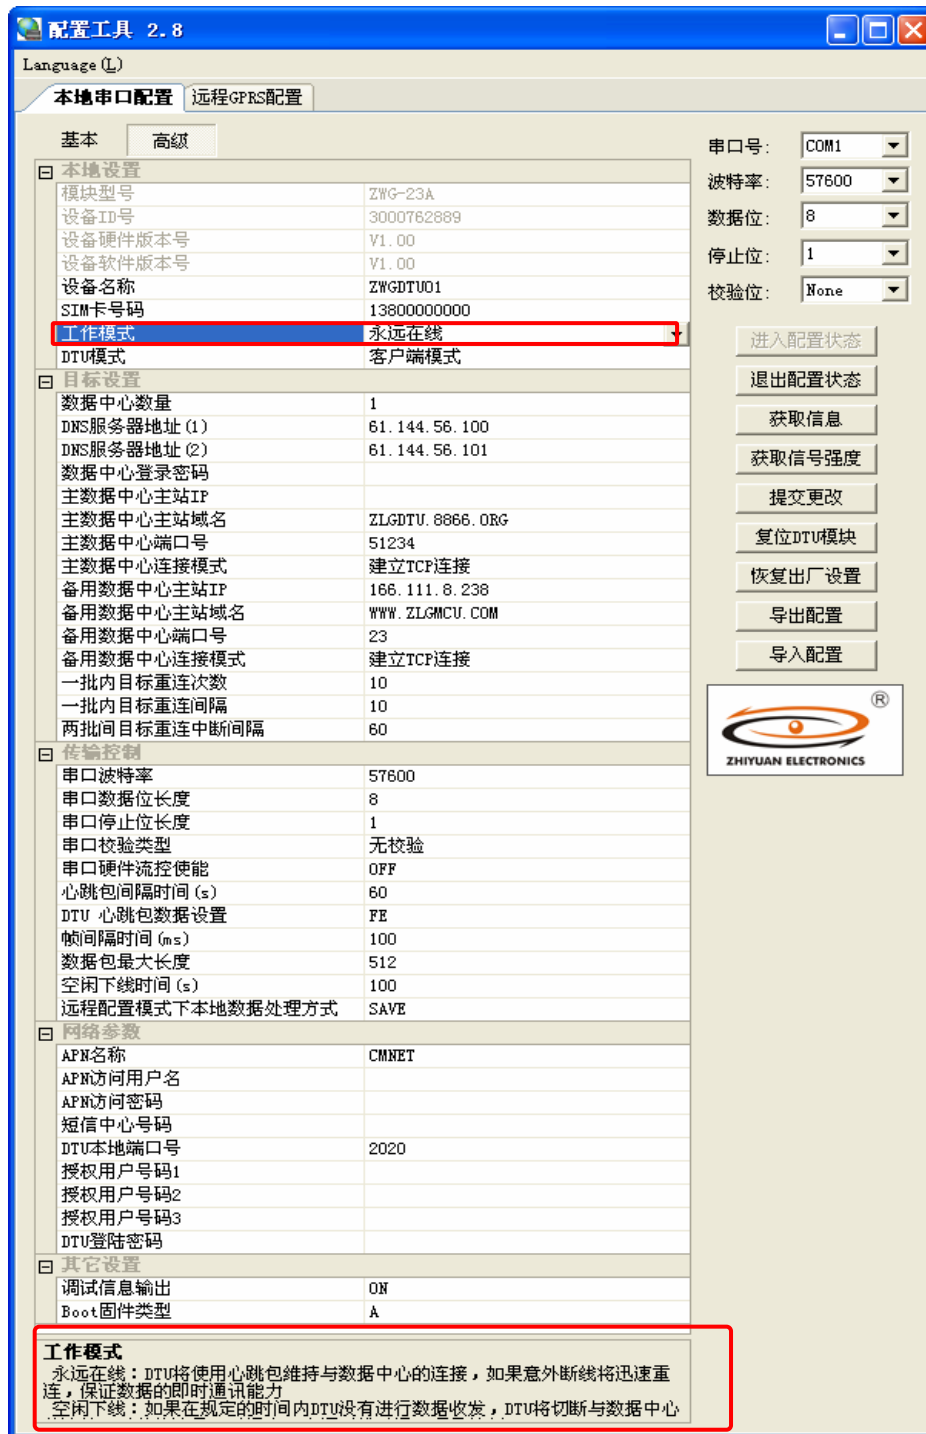 配置工具 2.8
Language(L)
本地串口配置 远程GPRS配置
基本 高级
本地设置
模块型号 ZWG-23A
设备ID号 3000762889
设备硬件版本号 V1.00
设备软件版本号 V1.00
设备名称 ZWGDTU01
SIM卡号码 13800000000
工作模式 永远在线
DTU模式 客户端模式
目标设置
数据中心数量 1
DNS服务器地址(1) 61.144.56.100
DNS服务器地址(2) 61.144.56.101
数据中心登录密码
主数据中心主站IP
主数据中心主站域名 ZLGDTU.8866.ORG
主数据中心端口号 51234
主数据中心连接模式 建立TCP连接
备用数据中心主站IP 166.111.8.238
备用数据中心主站域名 WWW.ZLGMCU.COM
备用数据中心端口号 23
备用数据中心连接模式 建立TCP连接
一批内目标重连次数 10
一批内目标重连间隔 10
两批间目标重连中断间隔 60
传输控制
串口波特率 57600
串口数据位长度 8
串口停止位长度 1
串口校验类型 无校验
串口硬件流控使能 OFF
心跳包间隔时间(s) 60
DTU 心跳包数据设置 FE
帧间隔时间(ms) 100
数据包最大长度 512
空闲下线时间(s) 100
远程配置模式下本地数据处理方式 SAVE
网络参数
APN名称 CMNET
APN访问用户名
APN访问密码
短信中心号码
DTU本地端口号 2020
授权用户号码1
授权用户号码2
授权用户号码3
DTU登陆密码
其它设置
调试信息输出 ON
Boot固件类型 A
工作模式
永远在线：DTU将使用心跳包维持与数据中心的连接，如果意外断线将迅速重
连，保证数据的即时通讯能力
空闲下线：如果在规定的时间内DTU没有进行数据收发，DTU将切断与数据中心
串口号: COM1
波特率: 57600
数据位: 8
停止位: 1
校验位: None
进入配置状态
退出配置状态
获取信息
获取信号强度
提交更改
复位DTU模块
恢复出厂设置
导出配置
导入配置
®
ZHIYUAN ELECTRONICS